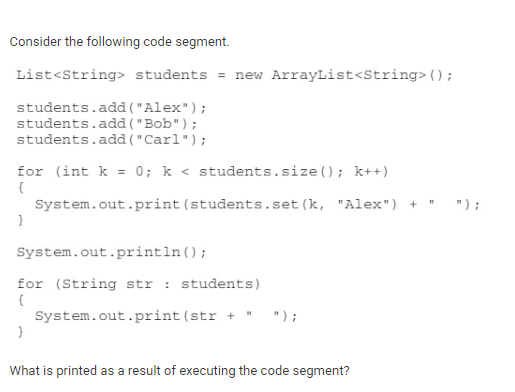 Consider the following code segment.
List<String> students = new ArrayList<String>();
students.add("Alex");
students.add("Bob");
students.add("Carl");
for (int k = 0; k < students.size(); k++)
{
System.out.print(students.set(k, "Alex") + " ");
}
System.out.println();
for (String str : students)
{
System.out.print(str + " ");
}
What is printed as a result of executing the code segment?